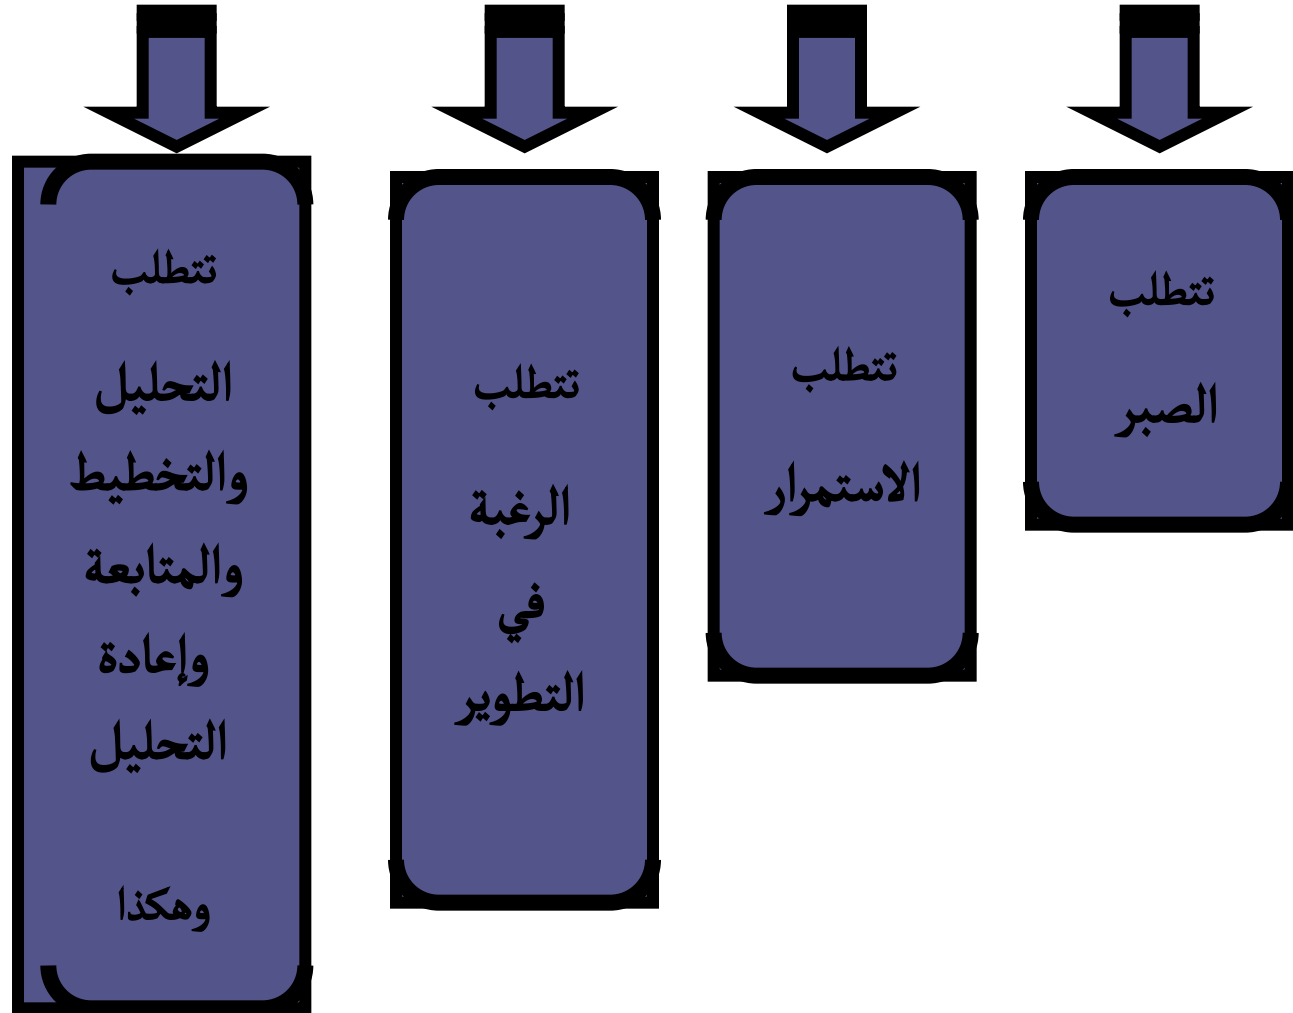 تتطلب
الصبر
تتطلب
الاستمرار
تتطلب
الرغبة
في
التطوير
تتطلب
التحليل
والتخطيط
والمتابعة
وإعادة
التحليل
وهكذا